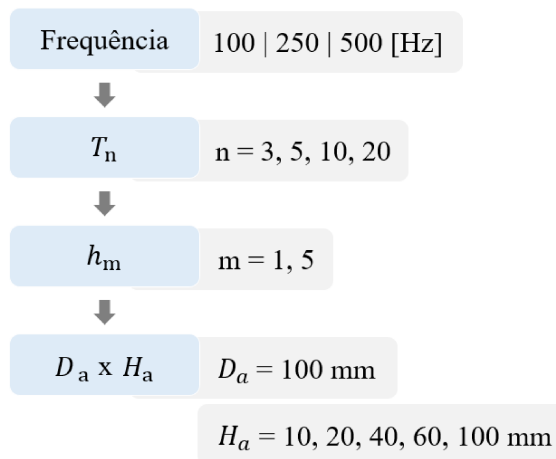 Frequência 100 | 250 | 500 [Hz]
Tn n = 3, 5, 10, 20
hm m = 1, 5
Da x Ha Da = 100 mm
Ha = 10, 20, 40, 60, 100 mm